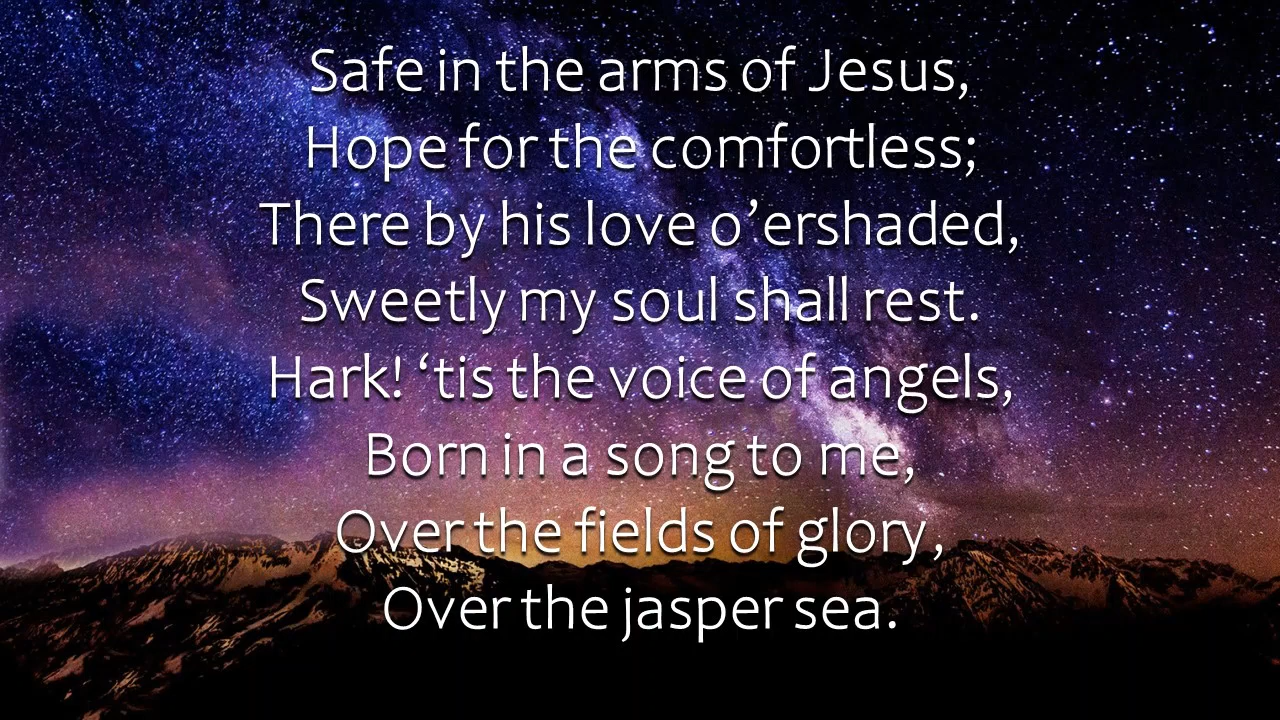 Safe in the arms of Jesus,
Hope for the comfortless;
There by his love o’ershaded,
Sweetly my soul shall rest.
Hark! ‘tis the voice of angels,
Born in a song to me,
Over the fields of glory,
Over the jasper sea.